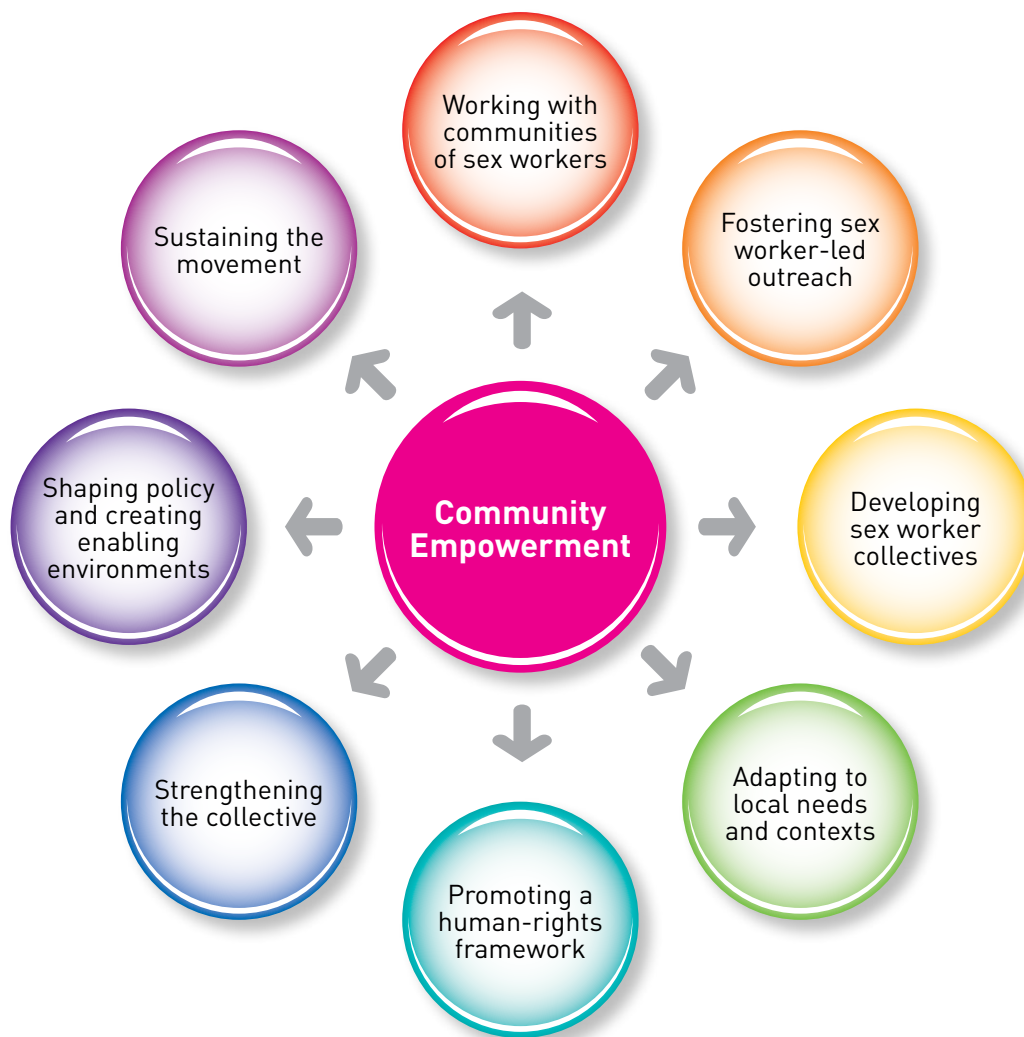 Working with
communities
of sex workers
Fostering sex
worker-led
outreach
Developing
sex worker
collectives
Adapting to
local needs
and contexts
Promoting a
human-rights
framework
Strengthening
the collective
Shaping policy
and creating
enabling
environments
Sustaining the
movement
Community
Empowerment